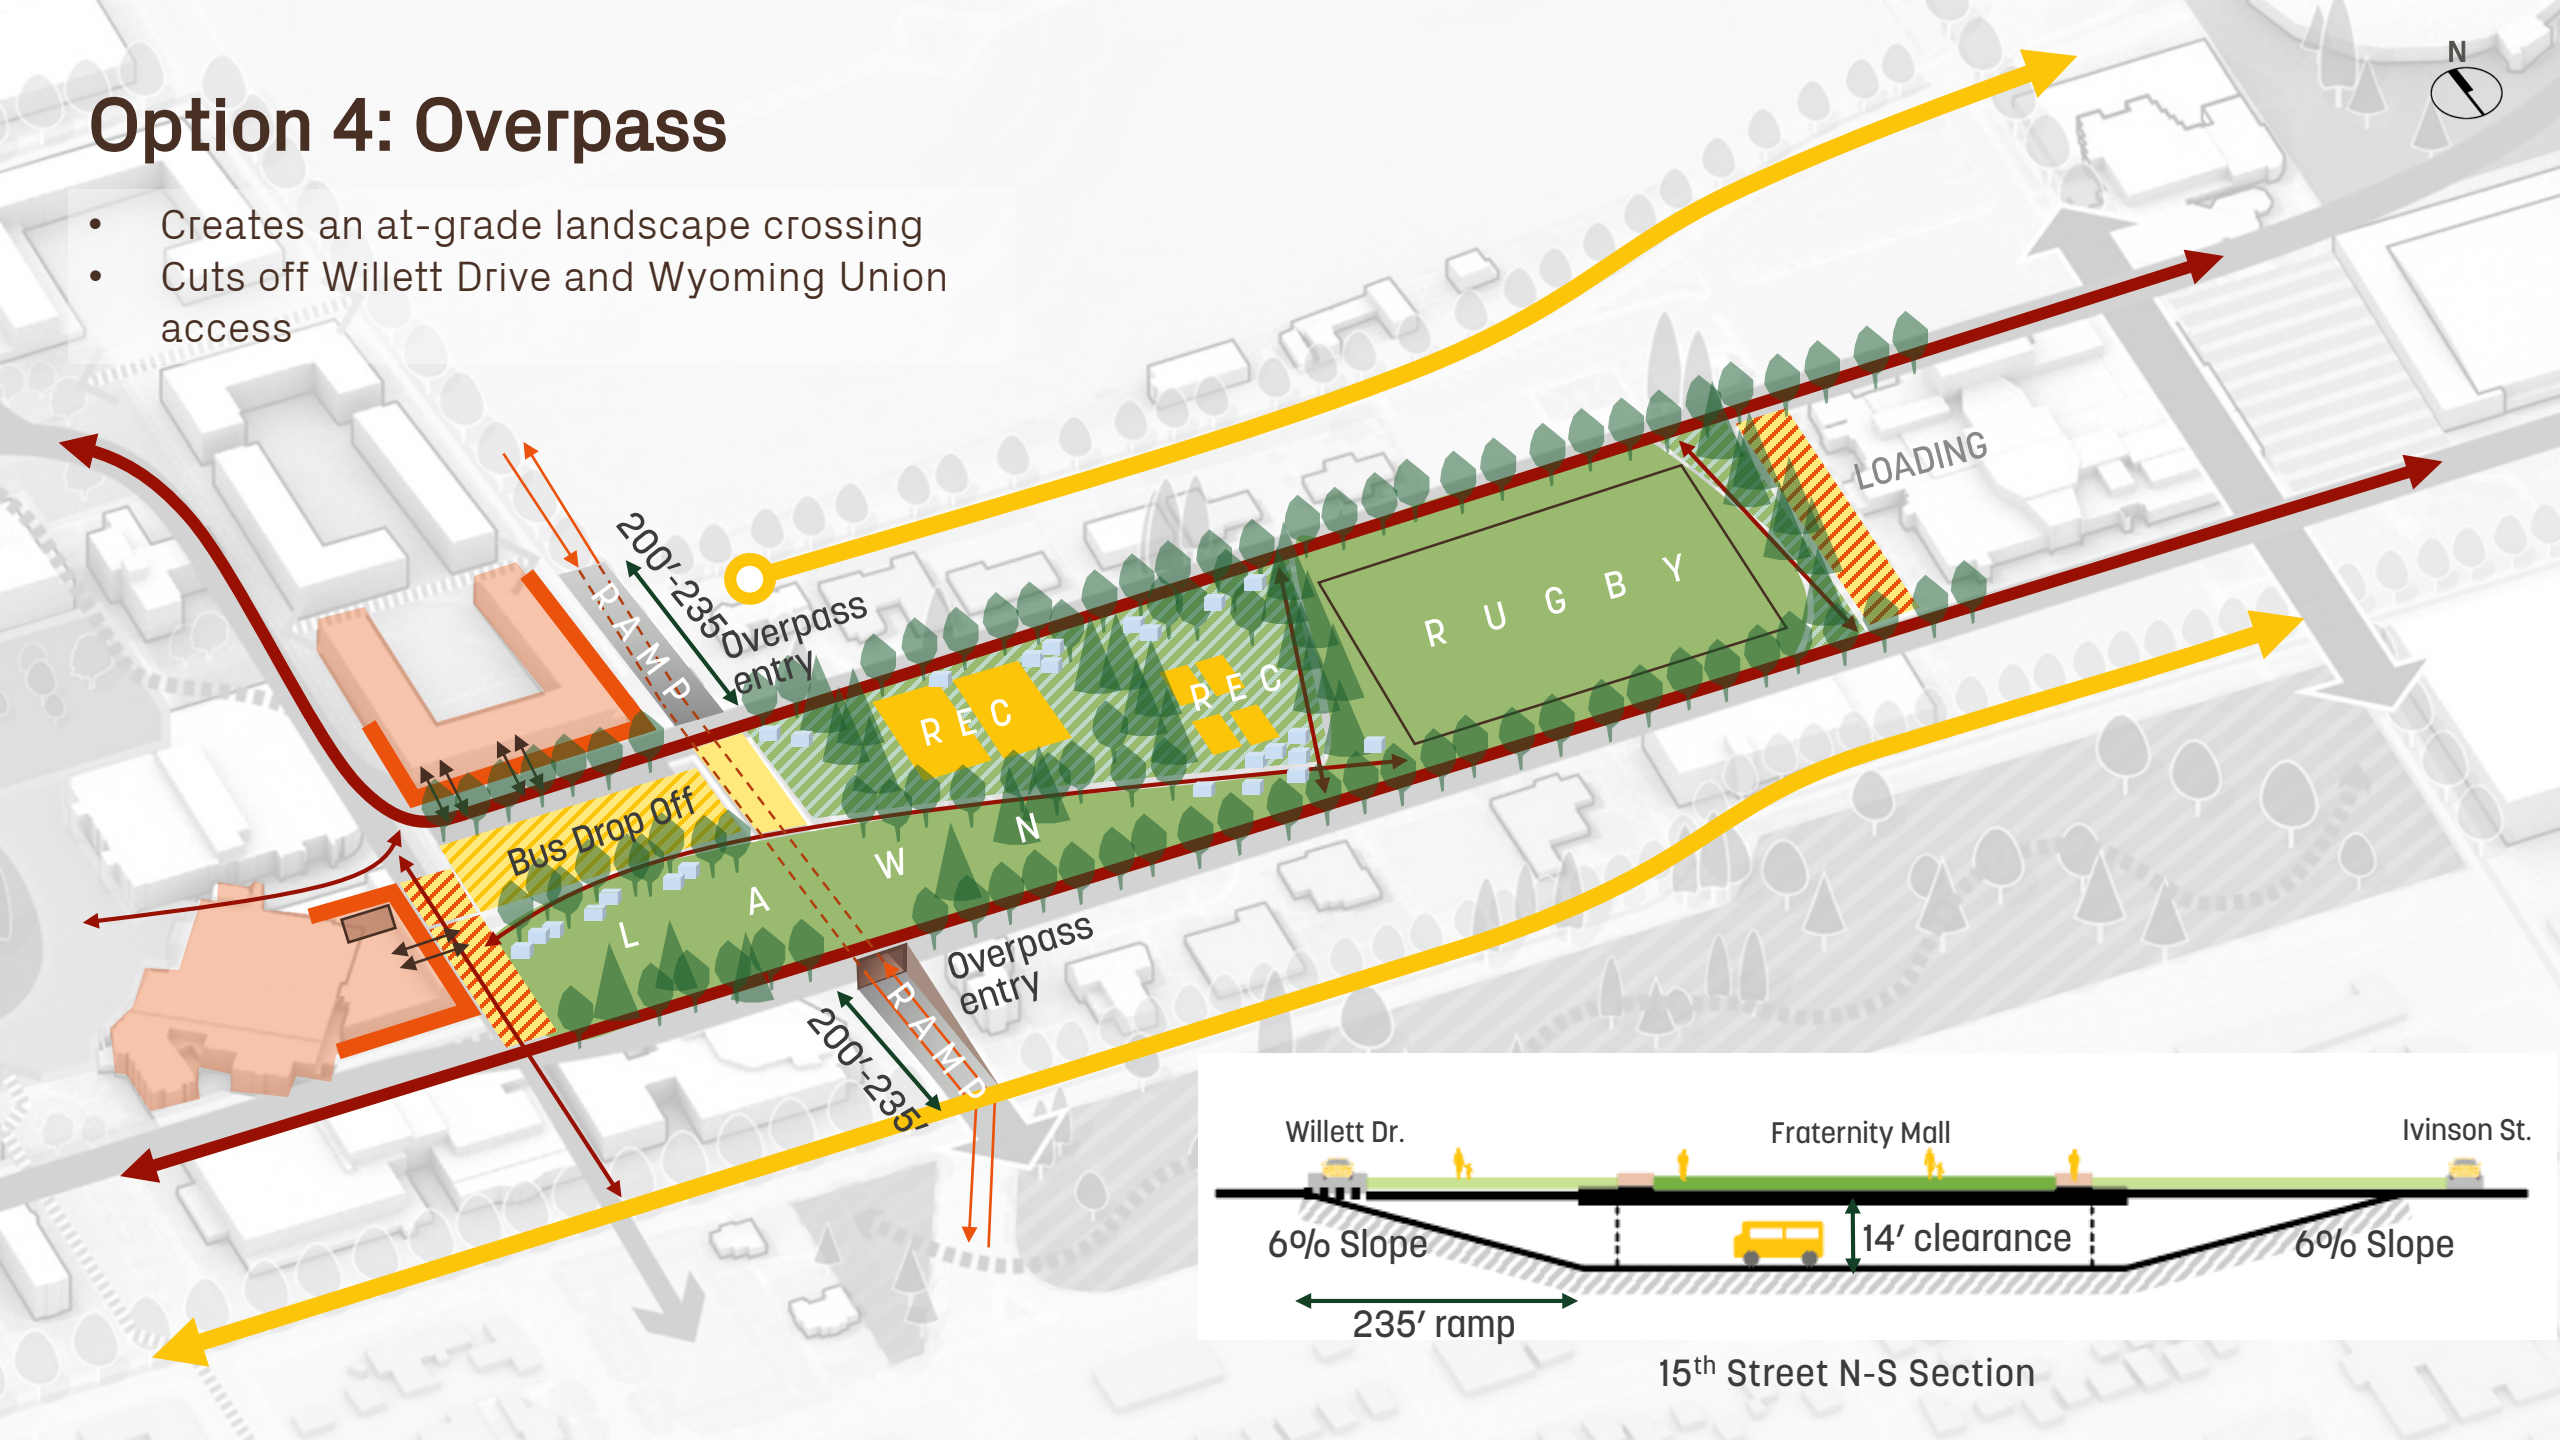 N
Option 4: Overpass
• Creates an at-grade landscape crossing
• Cuts off Willett Drive and Wyoming Union
access
LOADING
200′-235′
RAMP
Overpass
entry
RUGBY
REC
REC
Bus Drop Off
LAWN
Overpass
entry
RAMP
200′-235′
Willett Dr.
Fraternity Mall
Ivinson St.
6% Slope
14′ clearance
6% Slope
235′ ramp
15th Street N-S Section